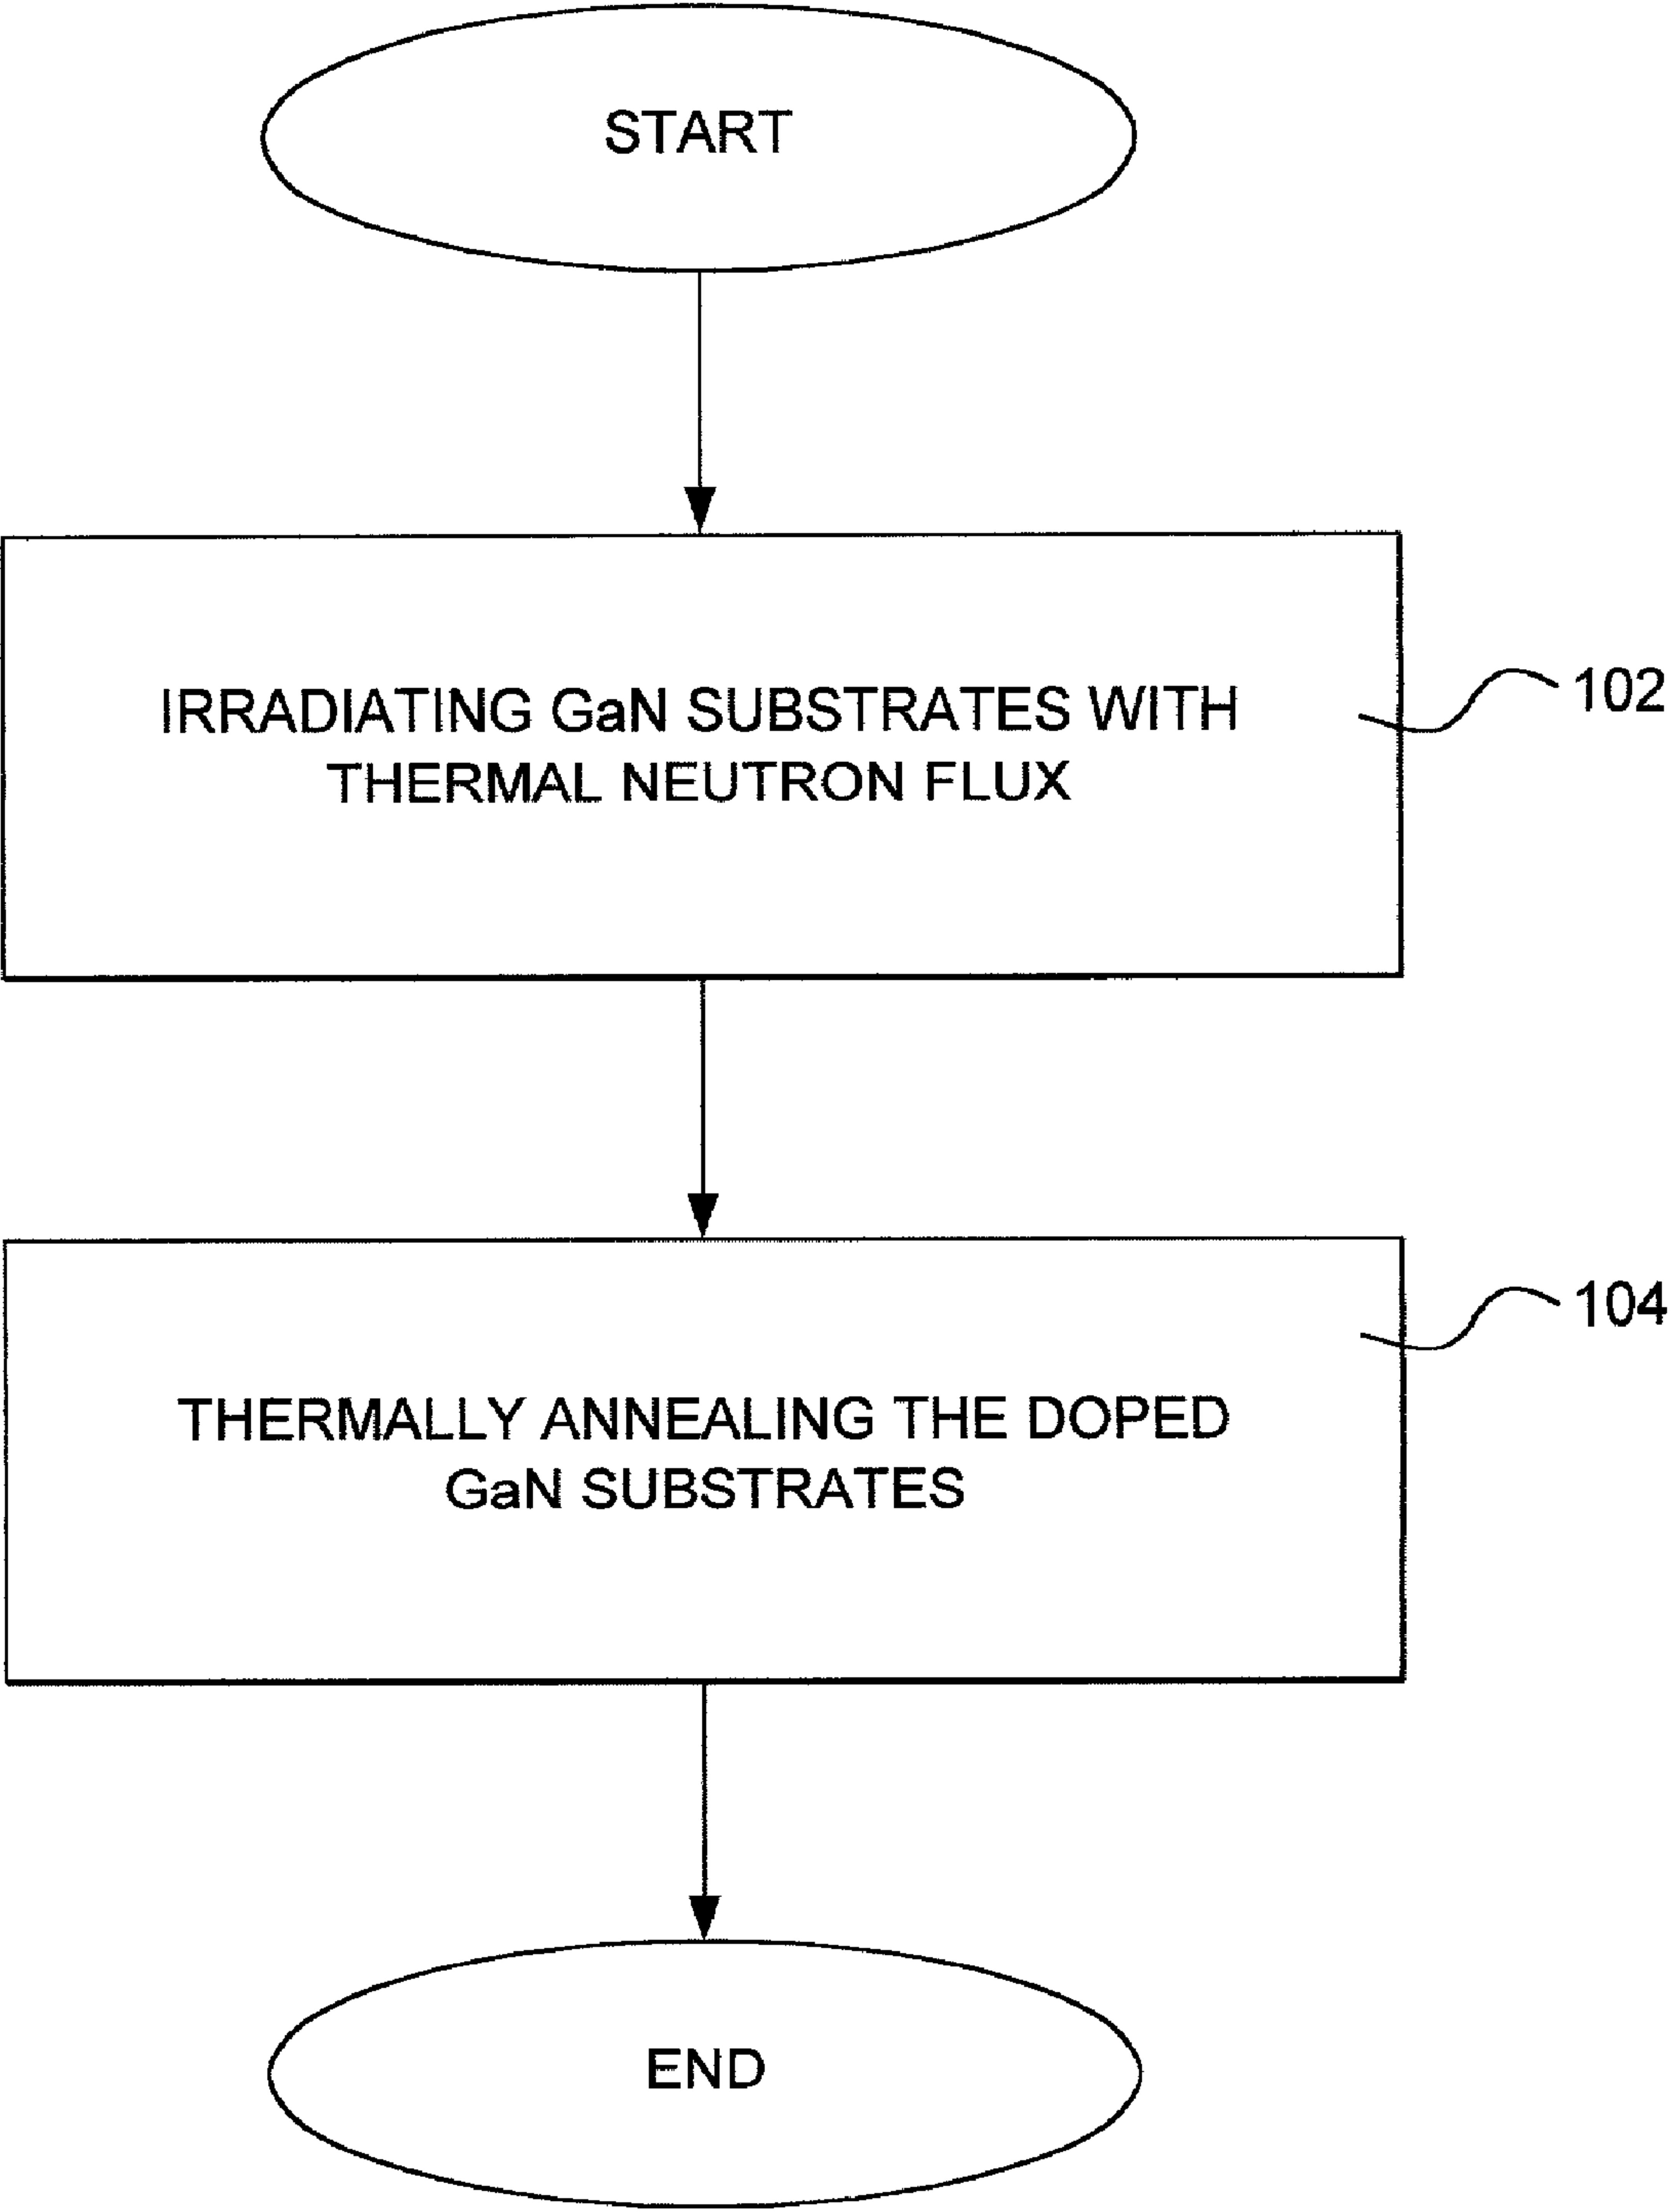 START
IRRADIATING GaN SUBSTRATES WITH
THERMAL NEUTRON FLUX
102
THERMALLY ANNEALING THE DOPED
GaN SUBSTRATES
104
END